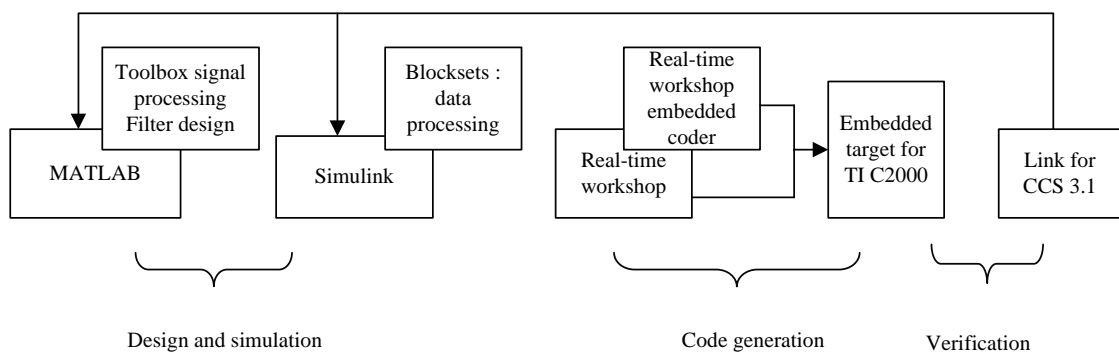 Toolbox signal
processing
Filter design
MATLAB
Blocksets :
data
processing
Simulink
Real-time
workshop
embedded
coder
Real-time
workshop
Embedded
target for
TI C2000
Link for
CCS 3.1
Design and simulation
Code generation
Verification